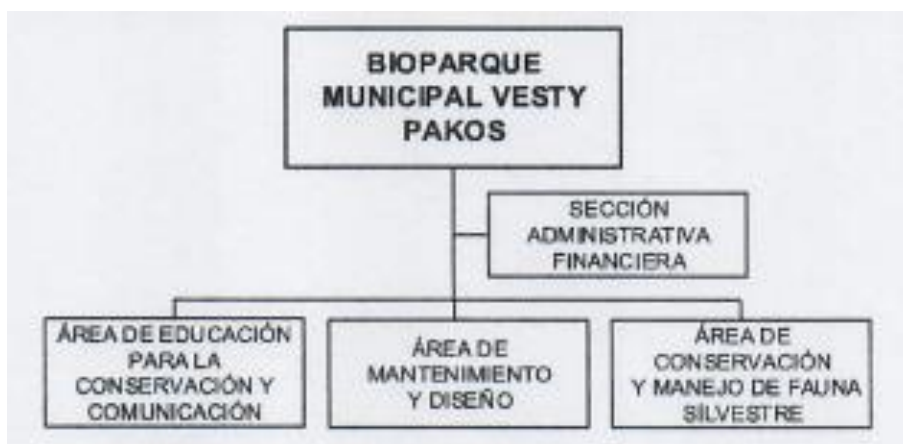 BIOPARQUE
MUNICIPAL VESTY
PAKOS
SECCIÓN
ADMINISTRATIVA
FINANCIERA
ÁREA DE EDUCACIÓN
PARA LA
CONSERVACIÓN Y
COMUNICACIÓN
ÁREA DE
MANTENIMIENTO
Y DISEÑO
ÁREA DE
CONSERVACIÓN
Y MANEJO DE FAUNA
SILVESTRE